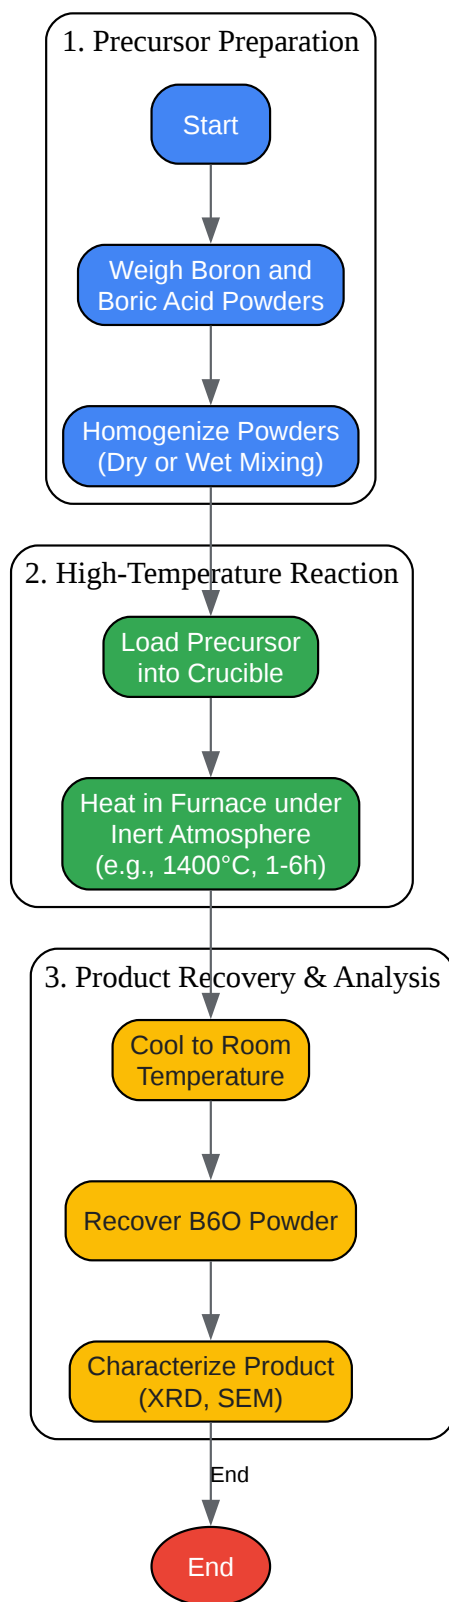 1. Precursor Preparation
Start
Weigh Boron and
Boric Acid Powders
Homogenize Powders
(Dry or Wet Mixing)
2. High-Temperature Reaction
Load Precursor
into Crucible
Heat in Furnace under
Inert Atmosphere
(e.g., 1400°C, 1-6h)
3. Product Recovery & Analysis
Cool to Room
Temperature
Recover B6O Powder
Characterize Product
(XRD, SEM)
End
End